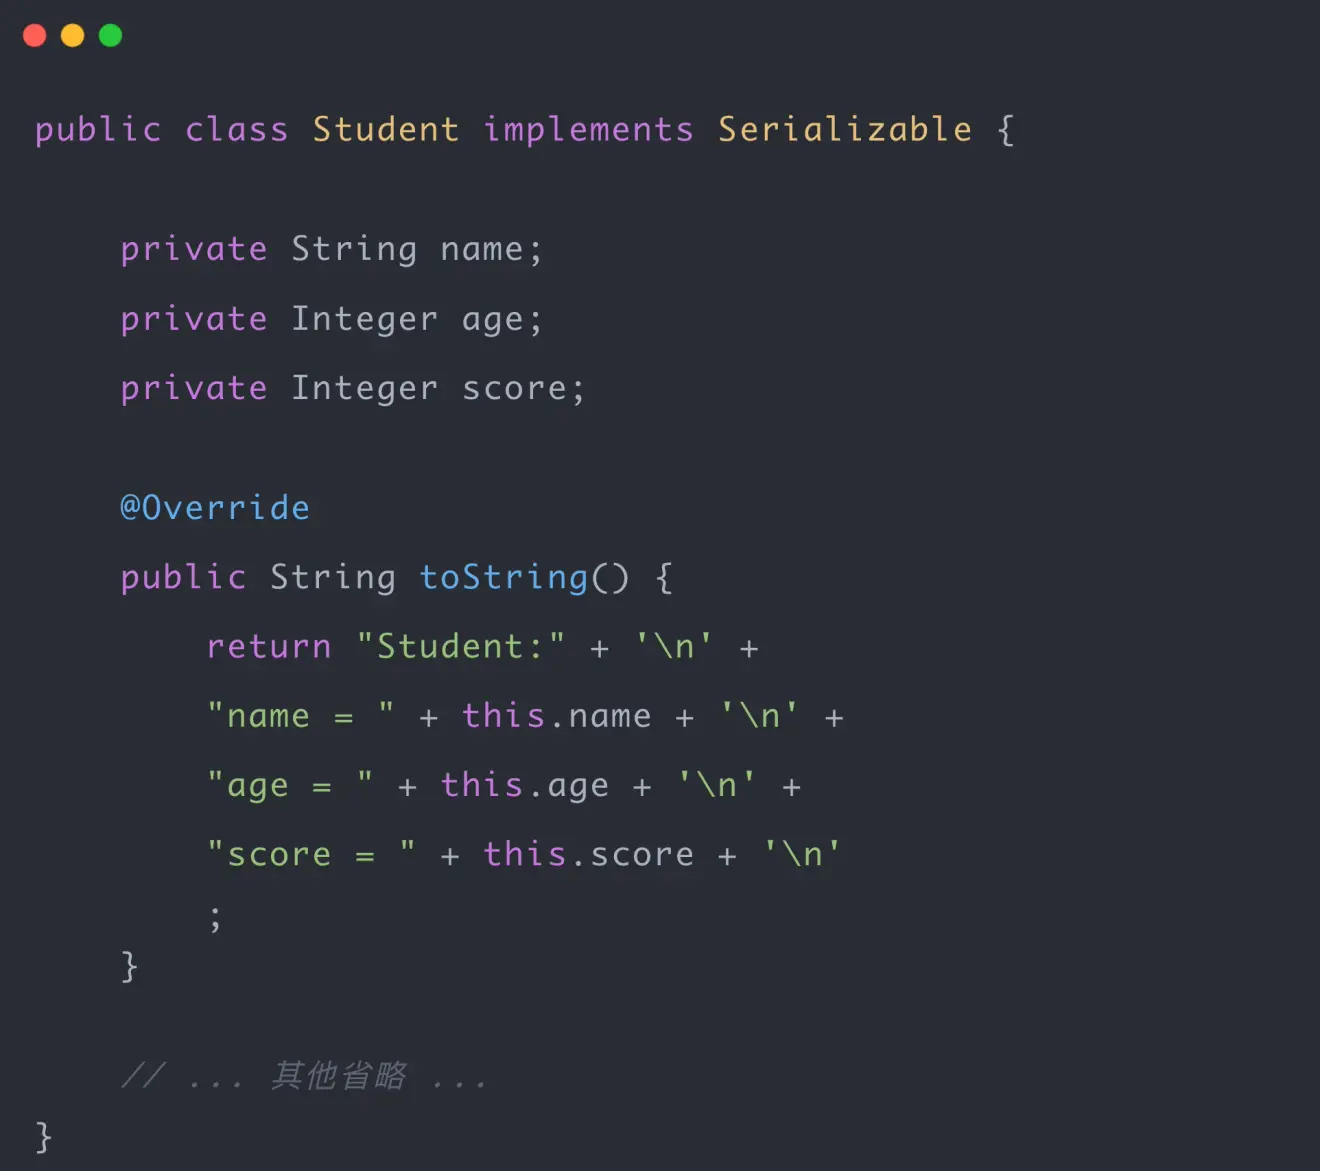 public class Student implements Serializable {
private String name;
private Integer age;
private Integer score;
@Override
public String toString() {
return "Student:" + '\n' +
"name = " + this.name + '\n' +
"age = " + this.age + '\n' +
"score = " + this.score + '\n'
;
}
// ... 其他省略 ...
}